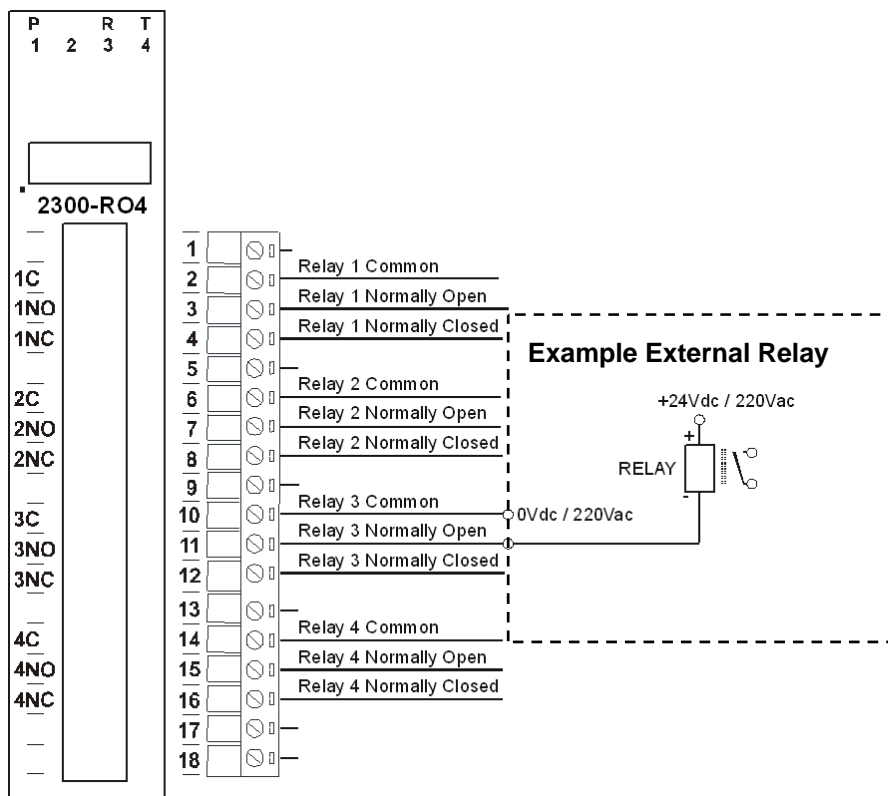 P R T
1 2 3 4
2300-RO4
1C
1NO
1NC
2C
2NO
2NC
3C
3NO
3NC
4C
4NO
4NC
1
2 Relay 1 Common
3 Relay 1 Normally Open
4 Relay 1 Normally Closed
5
6 Relay 2 Common
7 Relay 2 Normally Open
8 Relay 2 Normally Closed
9
10 Relay 3 Common
11 Relay 3 Normally Open
12 Relay 3 Normally Closed
13
14 Relay 4 Common
15 Relay 4 Normally Open
16 Relay 4 Normally Closed
17
18
Example External Relay
+24Vdc / 220Vac
+
RELAY
-
0Vdc / 220Vac